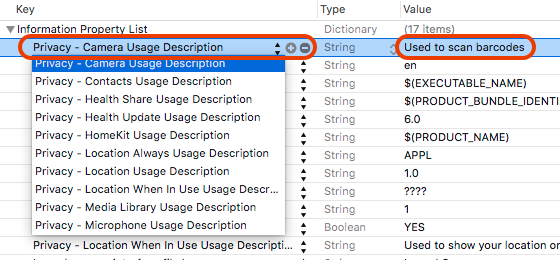 Key Type Value
Information Property List Dictionary (17 items)
Privacy - Camera Usage Description String Used to scan barcodes
Privacy - Camera Usage Description en
Privacy - Contacts Usage Description String $(EXECUTABLE_NAME)
Privacy - Health Share Usage Description String $(PRODUCT_BUNDLE_IDENTI
Privacy - Health Update Usage Description String 6.0
Privacy - HomeKit Usage Description String $(PRODUCT_NAME)
Privacy - Location Always Usage Description String APPL
Privacy - Location Usage Description String 1.0
Privacy - Location When In Use Usage Descr... String ????
Privacy - Media Library Usage Description String 1
Privacy - Microphone Usage Description Boolean YES
Privacy - Location When In Use Usage Descripti... String Used to show your location or